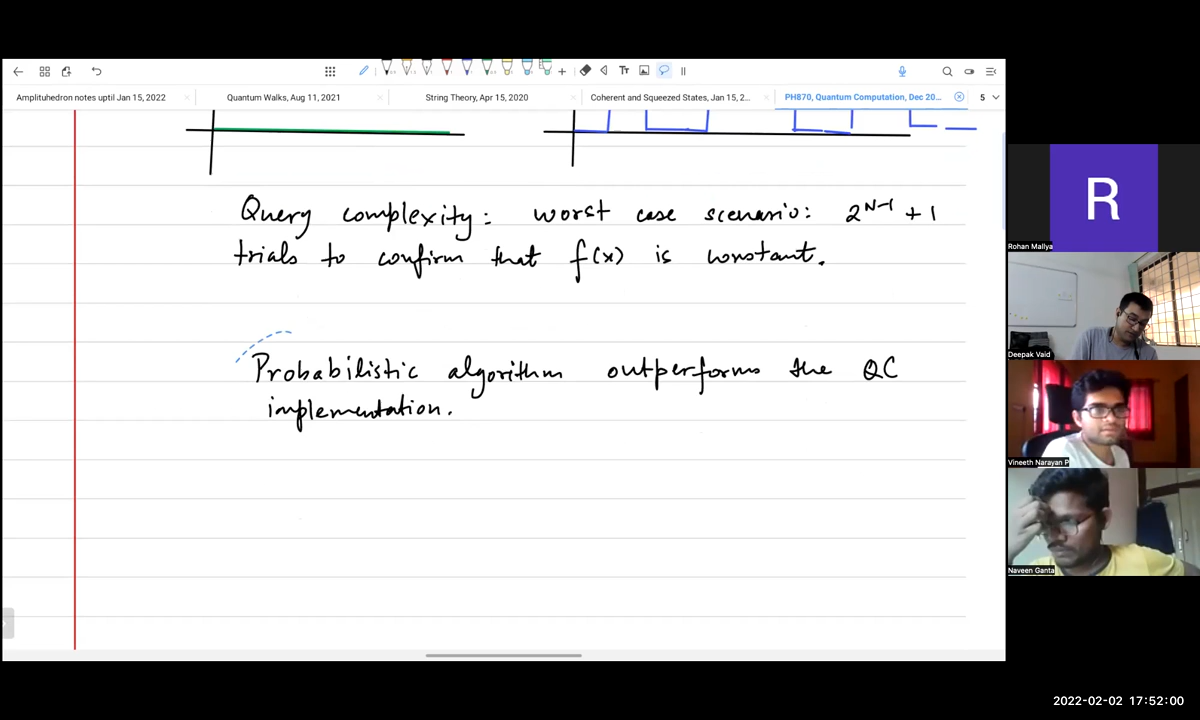 Amplituhedron notes uptil Jan 15, 2022
Quantum Walks, Aug 11, 2021
String Theory, Apr 15, 2020
Coherent and Squeezed States, Jan 15, 2...
PH870, Quantum Computation, Dec 20...
5
Query complexity: worst case scenario: 2^{N-1} + 1
trials to confirm that f(x) is constant.
Probabilistic algorithm outperforms the QC
implementation.
R
Rohan Mallya
Deepak Vaid
Vineeth Narayan P
Naveen Ganta
2022-02-02 17:52:00